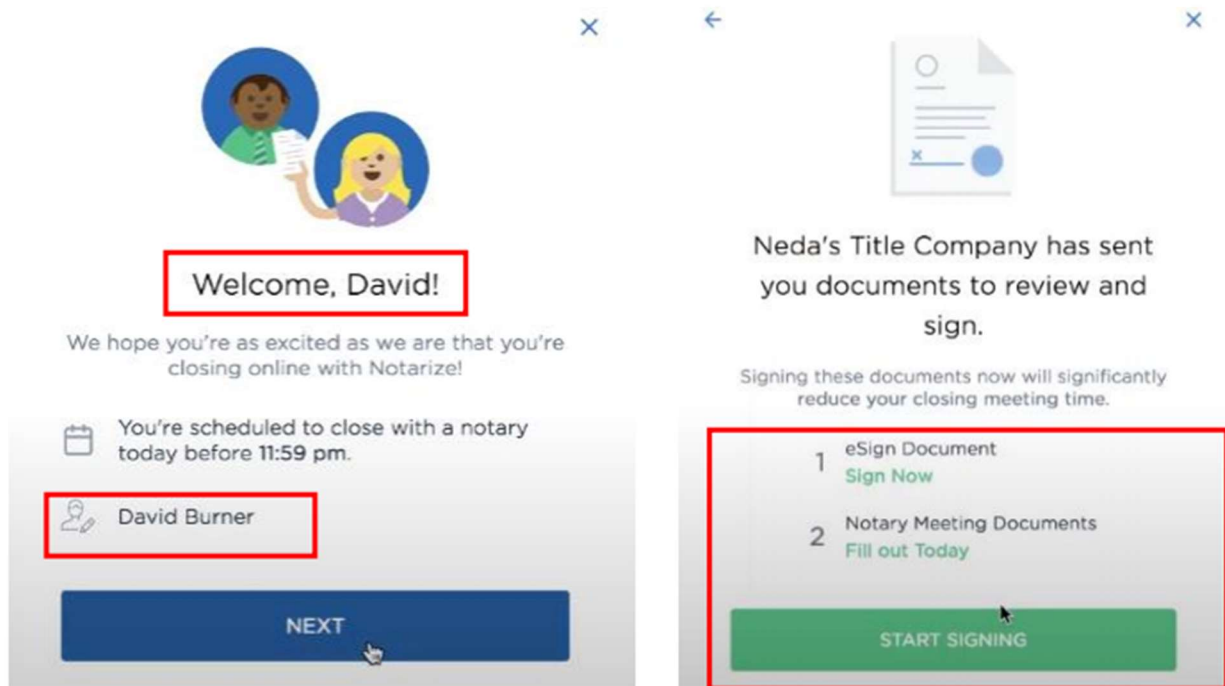 Welcome, David!
We hope you're as excited as we are that you're
closing online with Notarize!
You're scheduled to close with a notary
today before 11:59 pm.
David Burner
NEXT
Neda's Title Company has sent
you documents to review and
sign.
Signing these documents now will significantly
reduce your closing meeting time.
1 eSign Document
Sign Now
2 Notary Meeting Documents
Fill out Today
START SIGNING